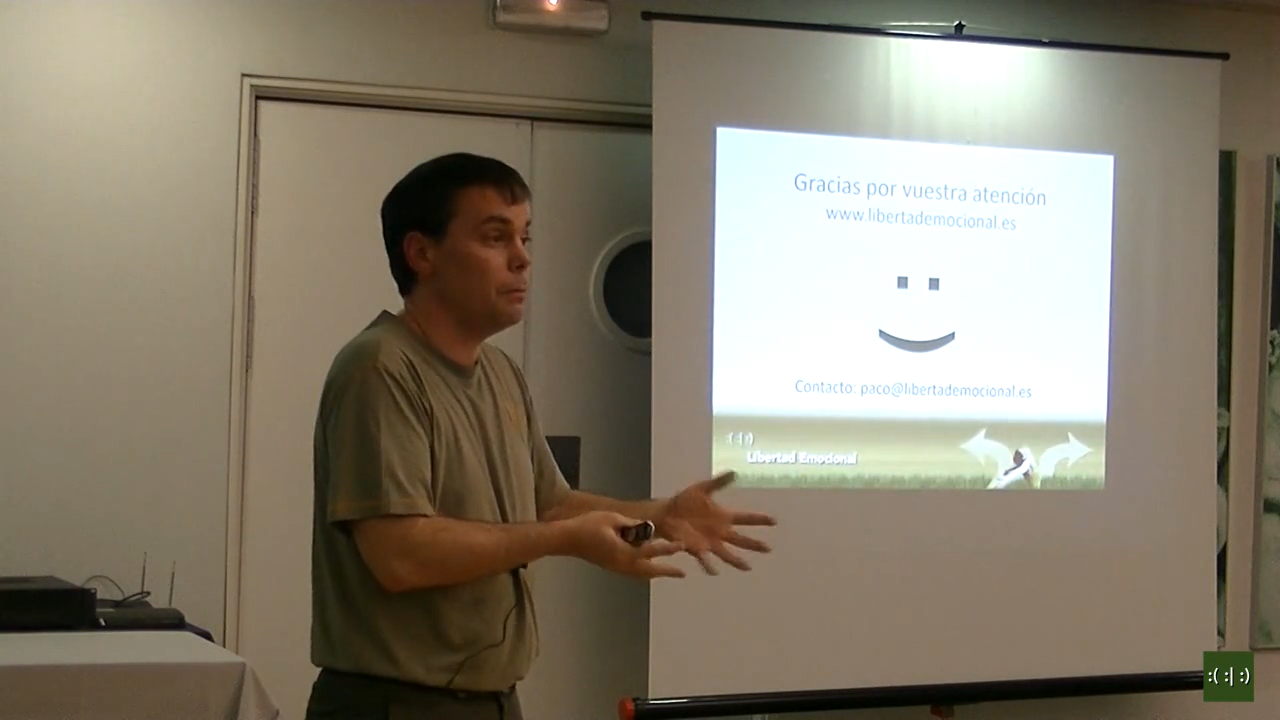 Gracias por vuestra atención
www.libertademocional.es
Contacto: paco@libertademocional.es
:(:|:)
Libertad Emocional
:( :| :)